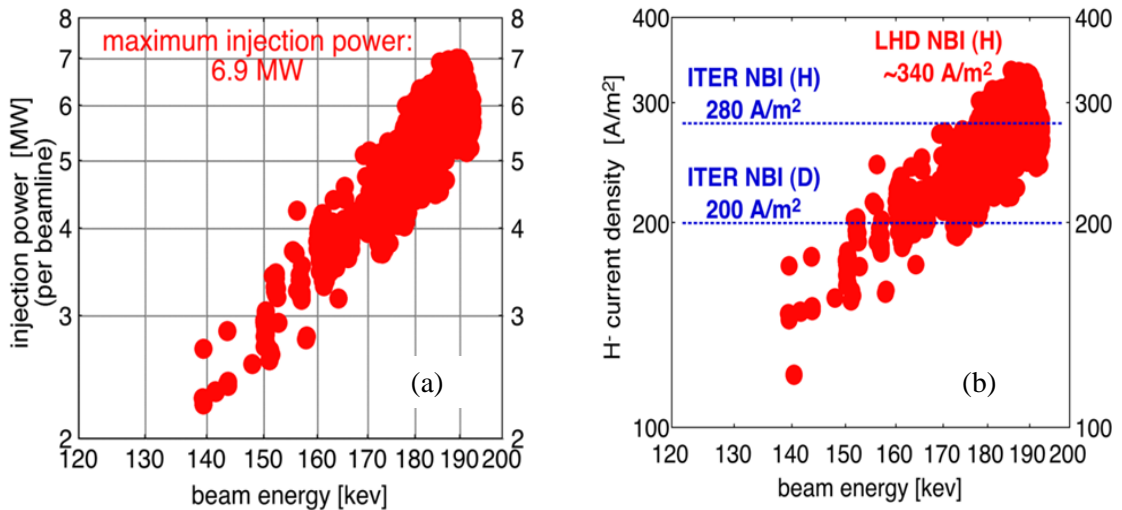 maximum injection power:
6.9 MW
injection power [MW]
(per beamline)
8
7
6
5
4
3
2
8
7
6
5
4
3
2
(a)
120 130 140 150 160 170 180 190 200
beam energy [kev]
LHD NBI (H)
~340 A/m²
ITER NBI (H)
280 A/m²
ITER NBI (D)
200 A/m²
H- current density [A/m²]
400
300
200
100
400
300
200
100
(b)
120 130 140 150 160 170 180 190 200
beam energy [kev]